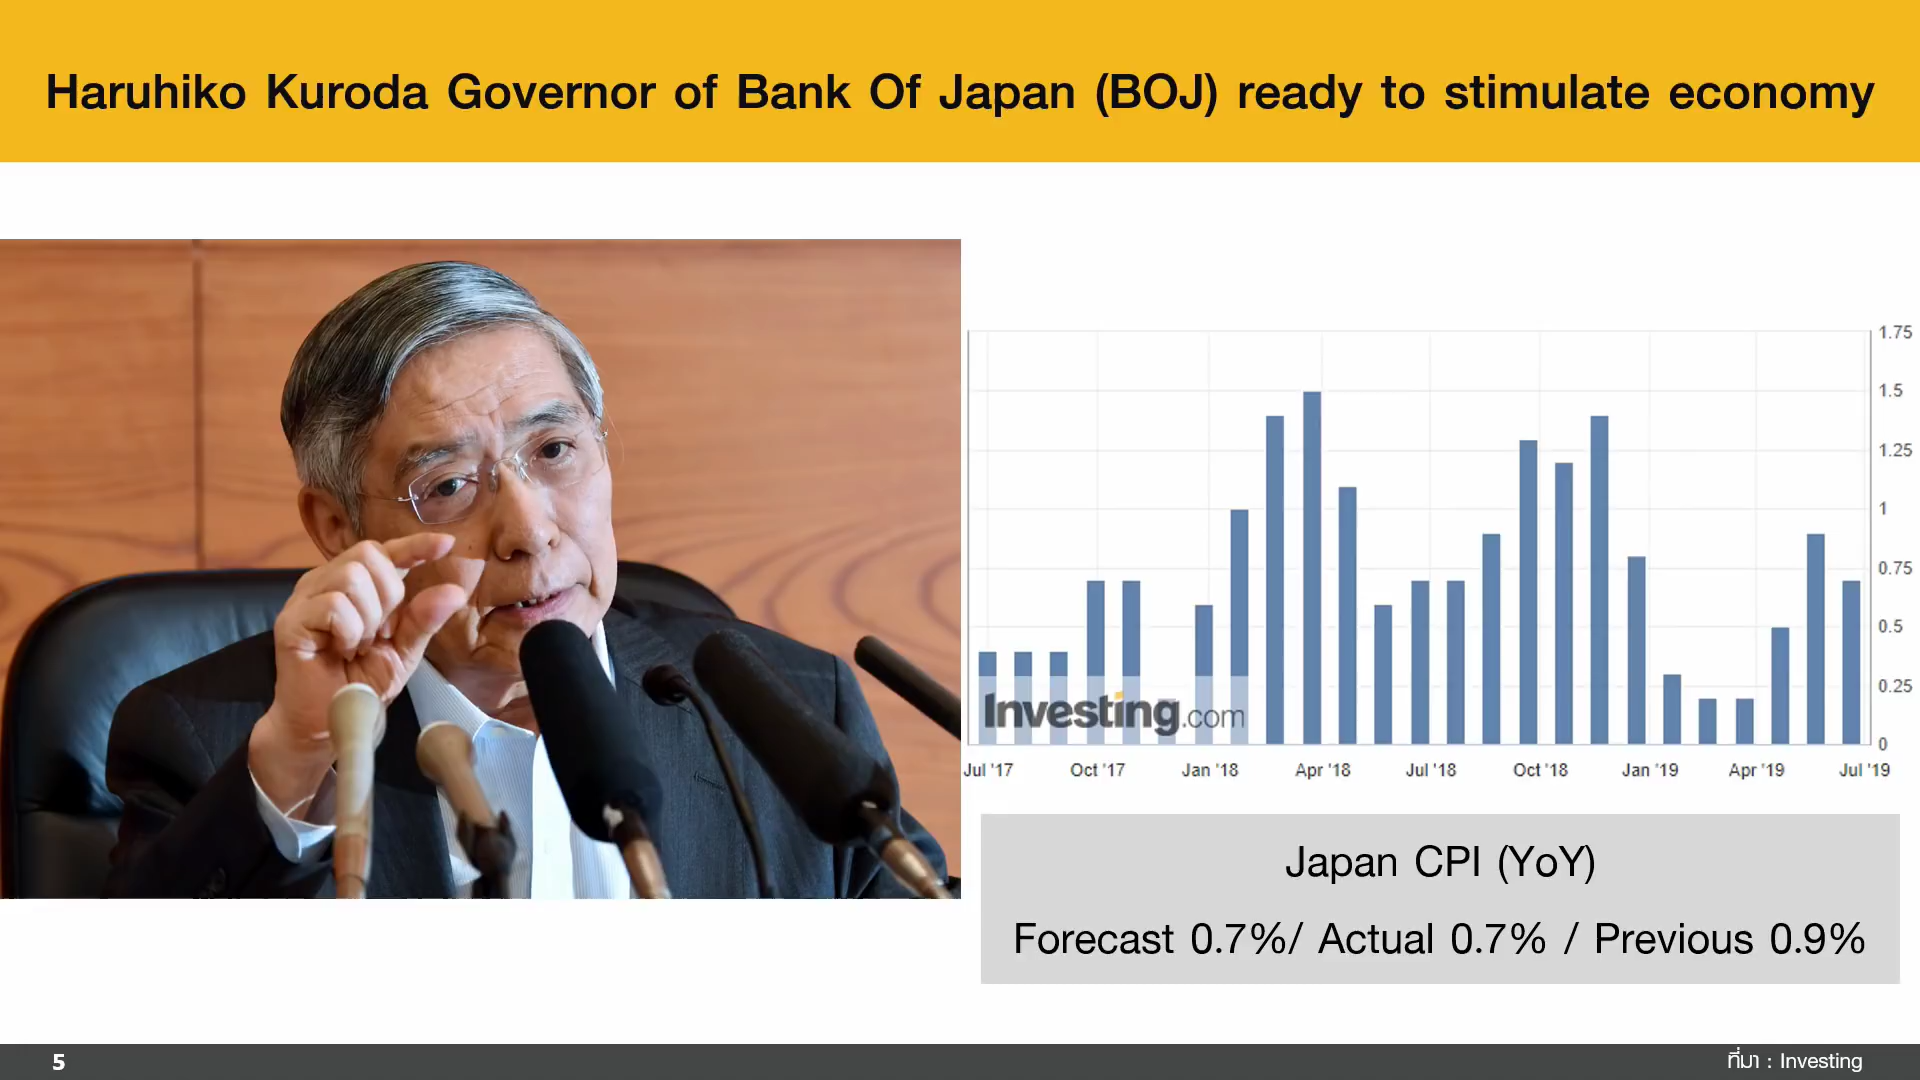 Haruhiko Kuroda Governor of Bank Of Japan (BOJ) ready to stimulate economy
1.75
1.5
1.25
1
0.75
0.5
0.25
0
Investing.com
Jul '17 Oct '17 Jan '18 Apr '18 Jul '18 Oct '18 Jan '19 Apr '19 Jul '19
Japan CPI (YoY)
Forecast 0.7%/ Actual 0.7% / Previous 0.9%
5
ที่มา : Investing